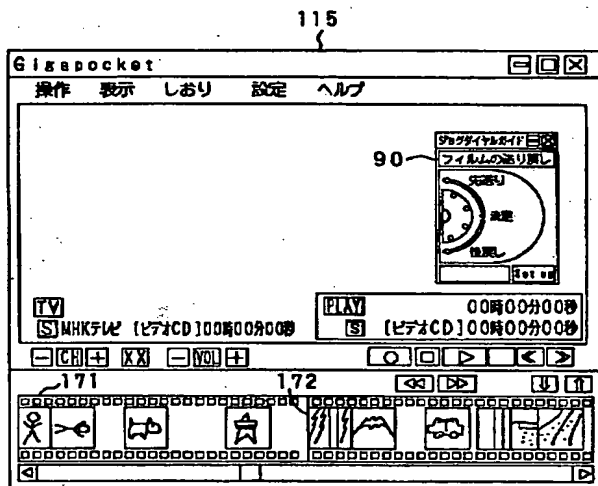 115
Gigapocket
操作 表示 しおり 設定 ヘルプ
ジョグダイヤルガイド
90
フィルムの送り戻し
先送り
決定
後戻し
Set up
TV
S MHKテレビ [ビデオCD] 00時00分00秒
PLAY 00時00分00秒
S [ビデオCD] 00時00分00秒
- CH + XX - VOL +
171
172